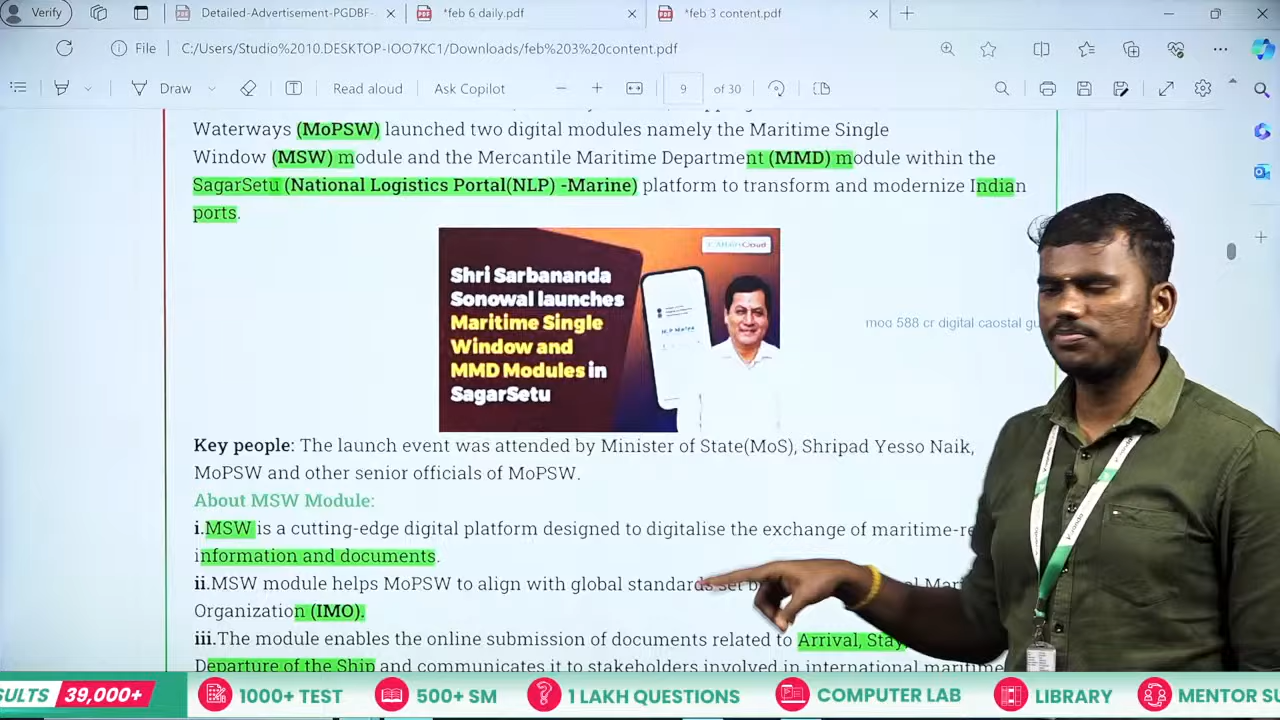 Verify
Detailed-Advertisement-PGDBF-
*feb 6 daily.pdf
*feb 3 content.pdf
File
C:/Users/Studio%2010.DESKTOP-IOO7KC1/Downloads/feb%203%20content.pdf
Draw
Read aloud
Ask Copilot
9
of 30
Waterways (MoPSW) launched two digital modules namely the Maritime Single
Window (MSW) module and the Mercantile Maritime Department (MMD) module within the
SagarSetu (National Logistics Portal(NLP) -Marine) platform to transform and modernize Indian
ports.
AffairsCloud
Shri Sarbananda
Sonowal launches
Maritime Single
Window and
MMD Modules in
SagarSetu
NLP Marine
moa 588 cr digital caostal gu
Key people: The launch event was attended by Minister of State(MoS), Shripad Yesso Naik,
MoPSW and other senior officials of MoPSW.
About MSW Module:
i.MSW is a cutting-edge digital platform designed to digitalise the exchange of maritime-re
information and documents.
ii.MSW module helps MoPSW to align with global standards set b al Mari
Organization (IMO).
iii.The module enables the online submission of documents related to Arrival, Stay,
Departure of the Ship and communicates it to stakeholders involved in international maritime
SULTS 39,000+ 1000+ TEST 500+ SM 1 LAKH QUESTIONS COMPUTER LAB LIBRARY MENTOR SU